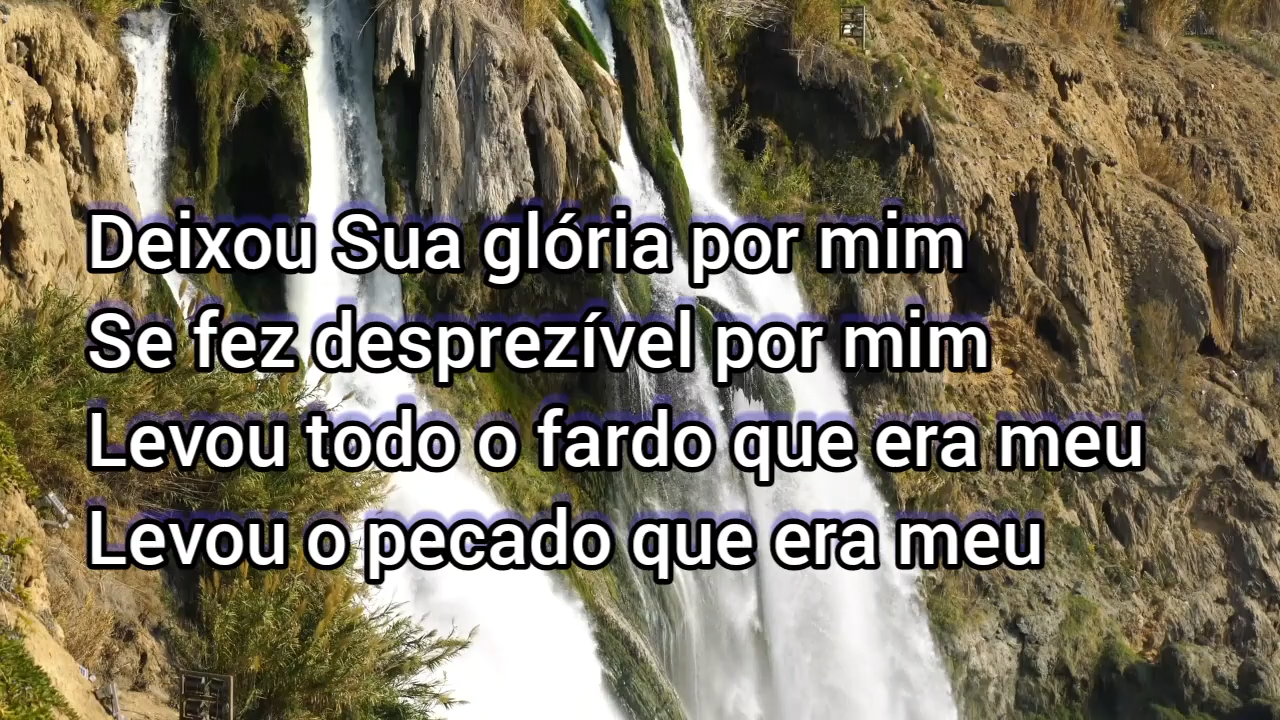 Deixou Sua glória por mim
Se fez desprezível por mim
Levou todo o fardo que era meu
Levou o pecado que era meu